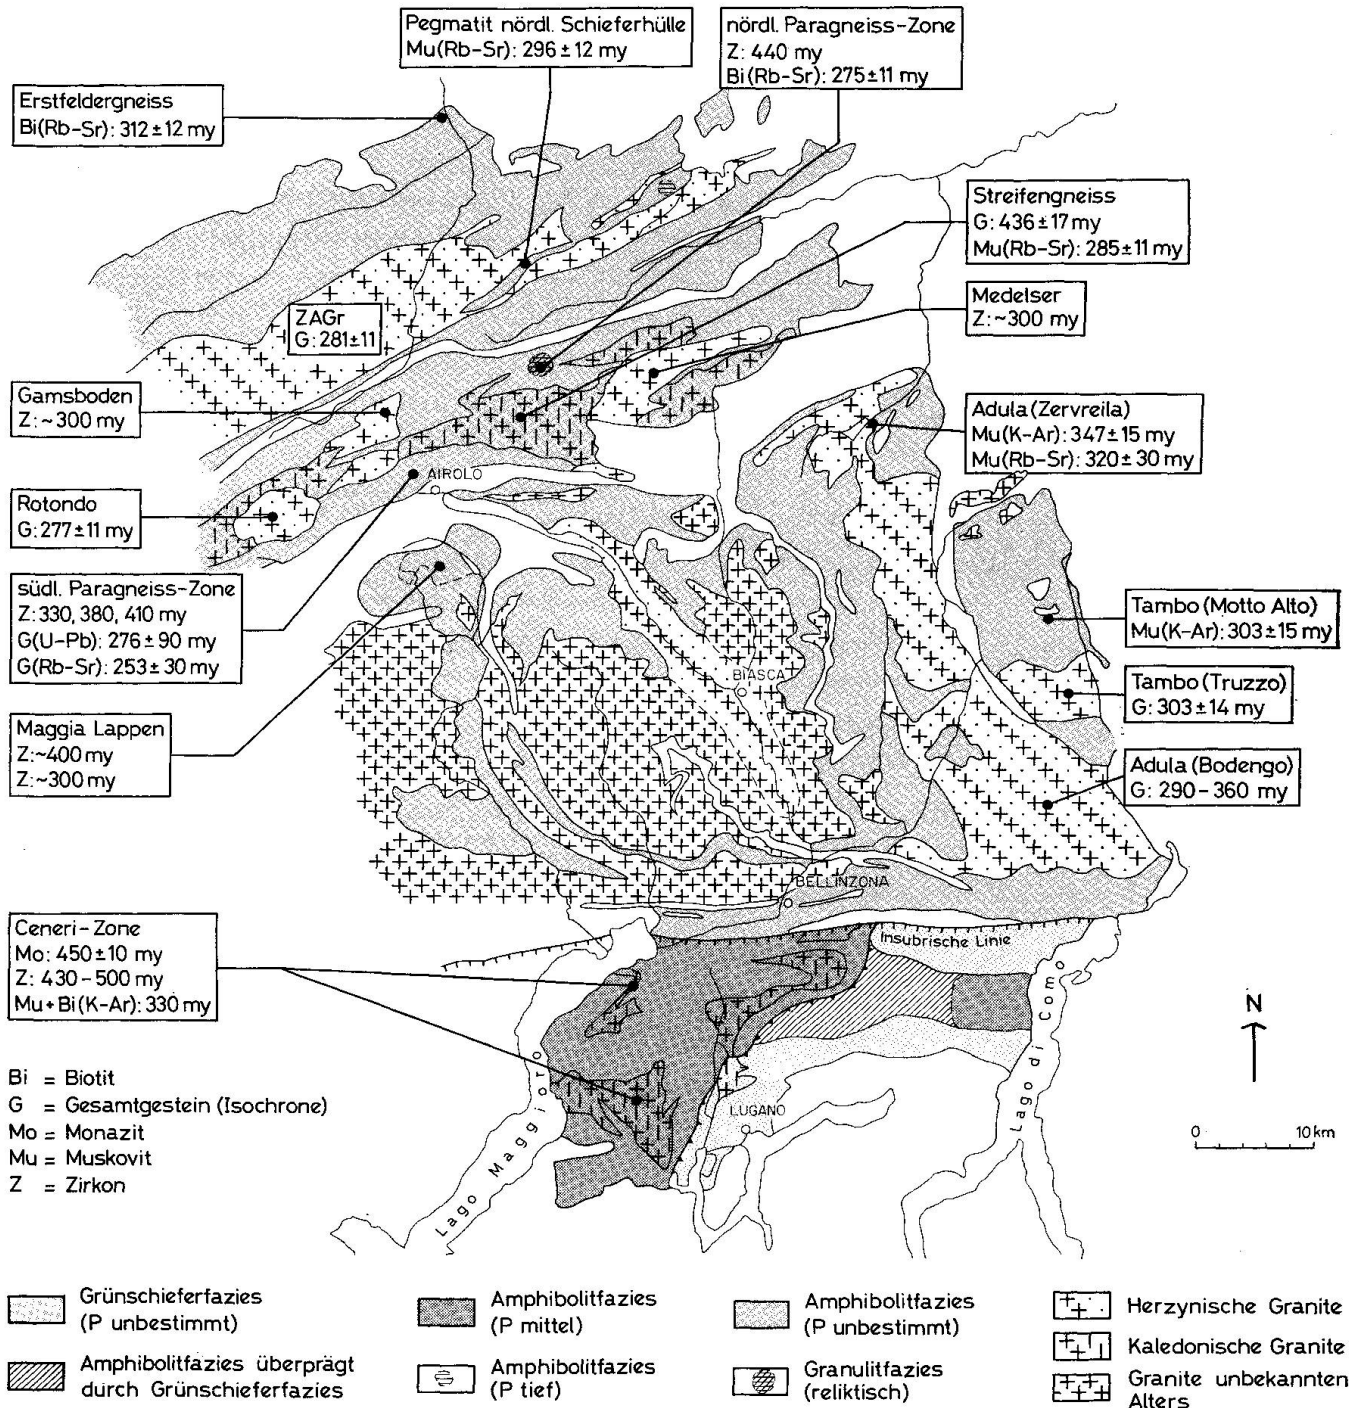 Pegmatit nördl. Schieferhülle
Mu(Rb-Sr): 296 ± 12 my
nördl. Paragneiss-Zone
Z: 440 my
Bi(Rb-Sr): 275±11 my
Erstfeldergneiss
Bi(Rb-Sr): 312±12 my
Streifengneiss
G: 436±17 my
Mu(Rb-Sr): 285±11 my
Medelser
Z: ~300 my
ZAGr
G: 281±11
Gamsboden
Z: ~300 my
Adula (Zervreila)
Mu(K-Ar): 347±15 my
Mu(Rb-Sr): 320±30 my
AIROLO
Rotondo
G: 277±11 my
südl. Paragneiss-Zone
Z: 330, 380, 410 my
G(U-Pb): 276±90 my
G(Rb-Sr): 253±30 my
Tambo (Motto Alto)
Mu(K-Ar): 303±15 my
BIASCA
Tambo (Truzzo)
G: 303±14 my
Maggia Lappen
Z: ~400 my
Z: ~300 my
Adula (Bodengo)
G: 290-360 my
BELLINZONA
Ceneri-Zone
Mo: 450±10 my
Z: 430-500 my
Mu+Bi(K-Ar): 330 my
Insubrische Linie
N
Lago Maggiore
Lago di Como
LUGANO
0 10 km
Bi = Biotit
G = Gesamtgestein (Isochrone)
Mo = Monazit
Mu = Muskovit
Z = Zirkon
Grünschieferfazies
(P unbestimmt)
Amphibolitfazies
(P mittel)
Amphibolitfazies
(P unbestimmt)
Herzynische Granite
Kaledonische Granite
Amphibolitfazies überprägt
durch Grünschieferfazies
Amphibolitfazies
(P tief)
Granulitfazies
(reliktisch)
Granite unbekannten
Alters